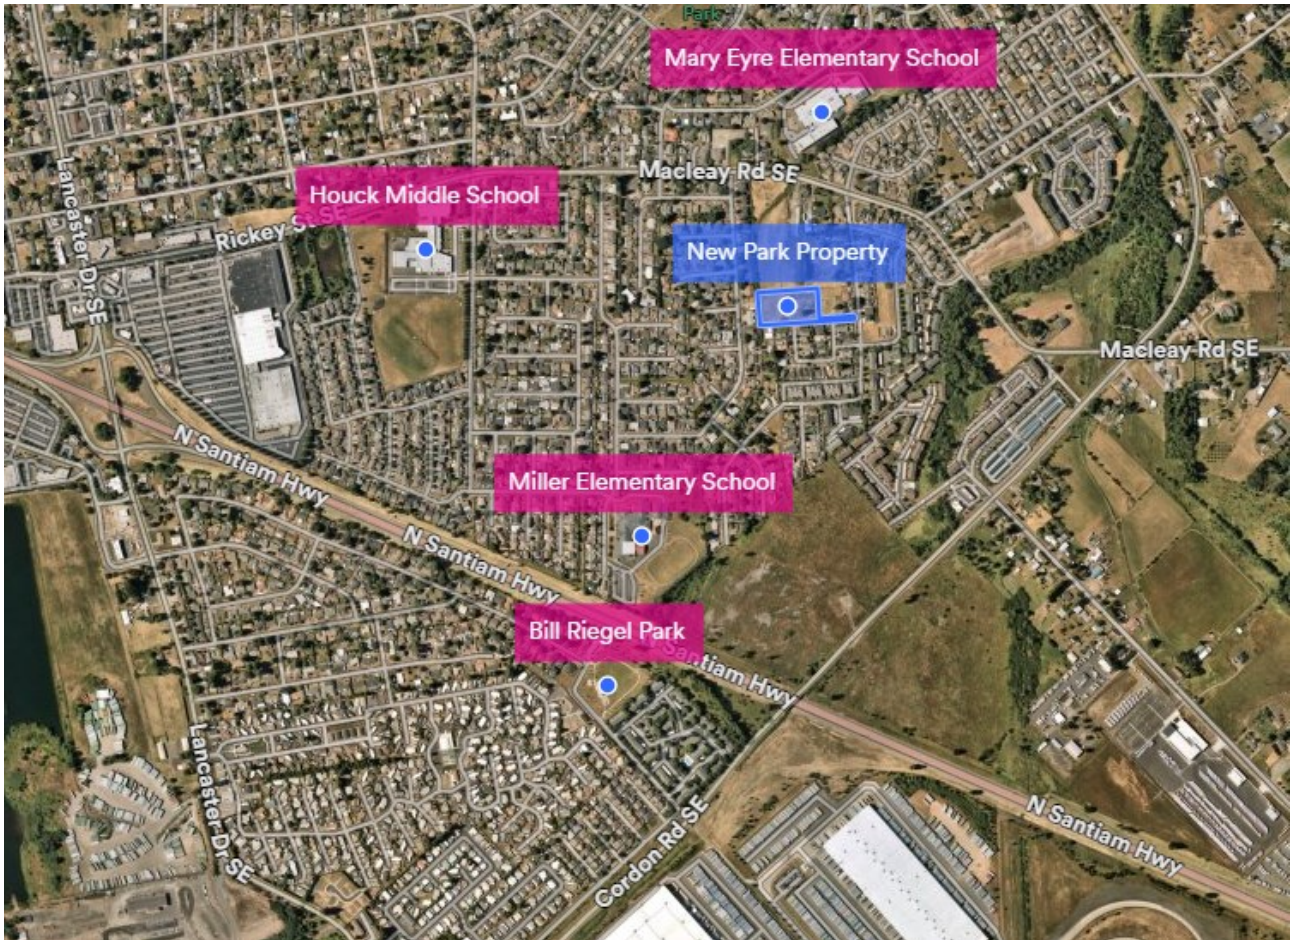 Park
Mary Eyre Elementary School
Macleay Rd SE
Houck Middle School
Rickey St SE
Lancaster Dr SE
New Park Property
Macleay Rd SE
N Santiam Hwy
Miller Elementary School
N Santiam Hwy
Bill Riegel Park
N Santiam Hwy
Lancaster Dr SE
Cordon Rd SE
N Santiam Hwy